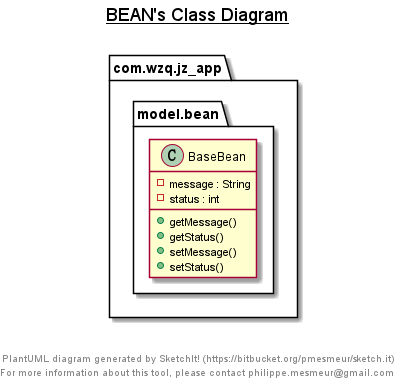 BEAN's Class Diagram
com.wzq.jz_app
model.bean
C BaseBean
message : String
status : int
getMessage()
getStatus()
setMessage()
setStatus()
PlantUML diagram generated by SketchIt! (https://bitbucket.org/pmesmeur/sketch.it)
For more information about this tool, please contact philippe.mesmeur@gmail.com